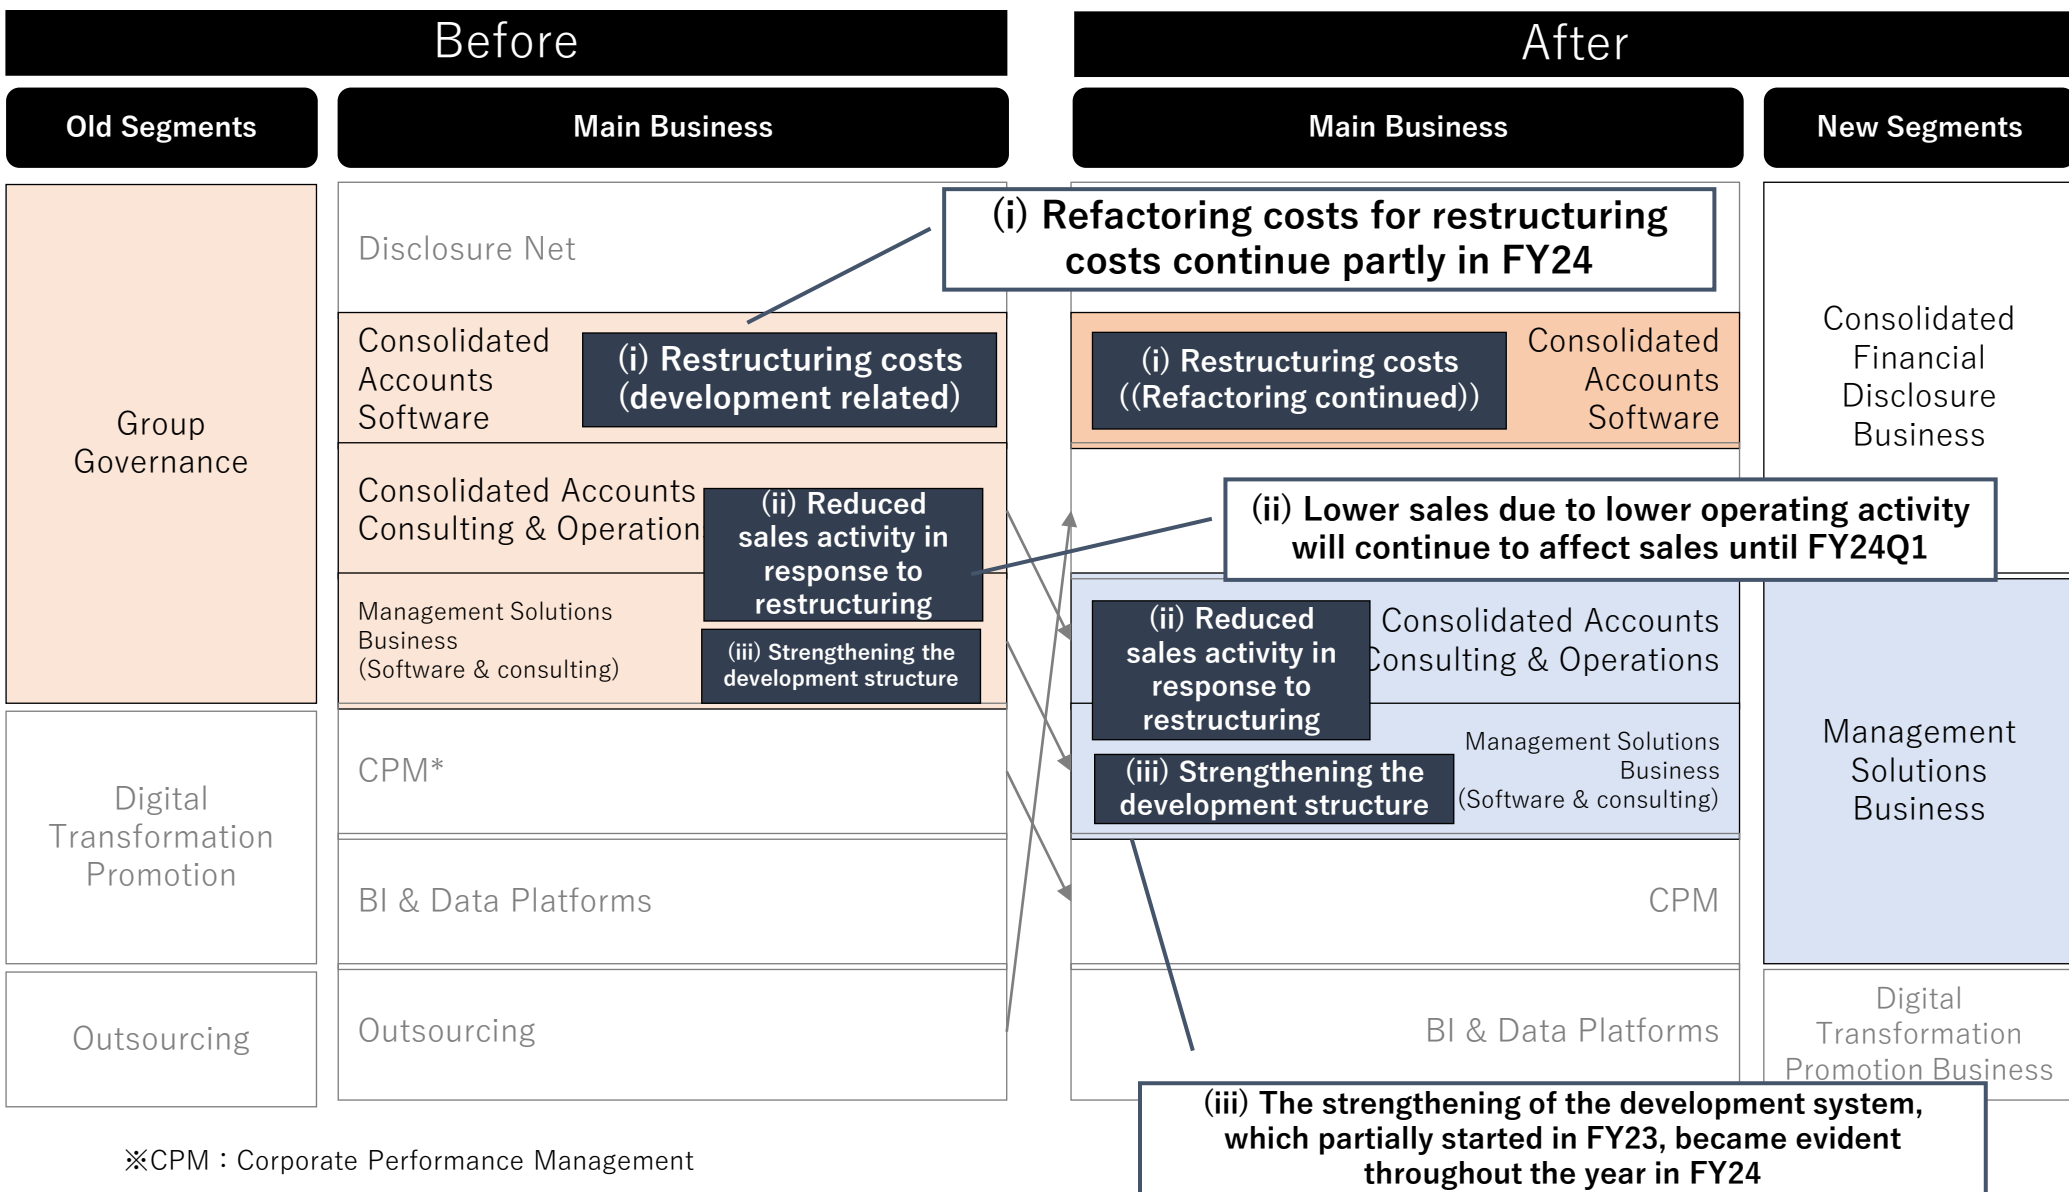 Before
After
Old Segments
Main Business
Main Business
New Segments
Group
Governance
Digital
Transformation
Promotion
Outsourcing
Disclosure Net
Consolidated
Accounts
Software
(i) Restructuring costs
(development related)
Consolidated Accounts
Consulting & Operation
(ii) Reduced
sales activity in
response to
restructuring
Management Solutions
Business
(Software & consulting)
(iii) Strengthening the
development structure
CPM*
BI & Data Platforms
Outsourcing
(i) Refactoring costs for restructuring
costs continue partly in FY24
(i) Restructuring costs
((Refactoring continued))
Consolidated
Accounts
Software
(ii) Lower sales due to lower operating activity
will continue to affect sales until FY24Q1
(ii) Reduced
sales activity in
response to
restructuring
Consolidated Accounts
Consulting & Operations
(iii) Strengthening the
development structure
Management Solutions
Business
(Software & consulting)
CPM
BI & Data Platforms
Consolidated
Financial
Disclosure
Business
Management
Solutions
Business
Digital
Transformation
Promotion Business
(iii) The strengthening of the development system,
which partially started in FY23, became evident
throughout the year in FY24
※CPM：Corporate Performance Management